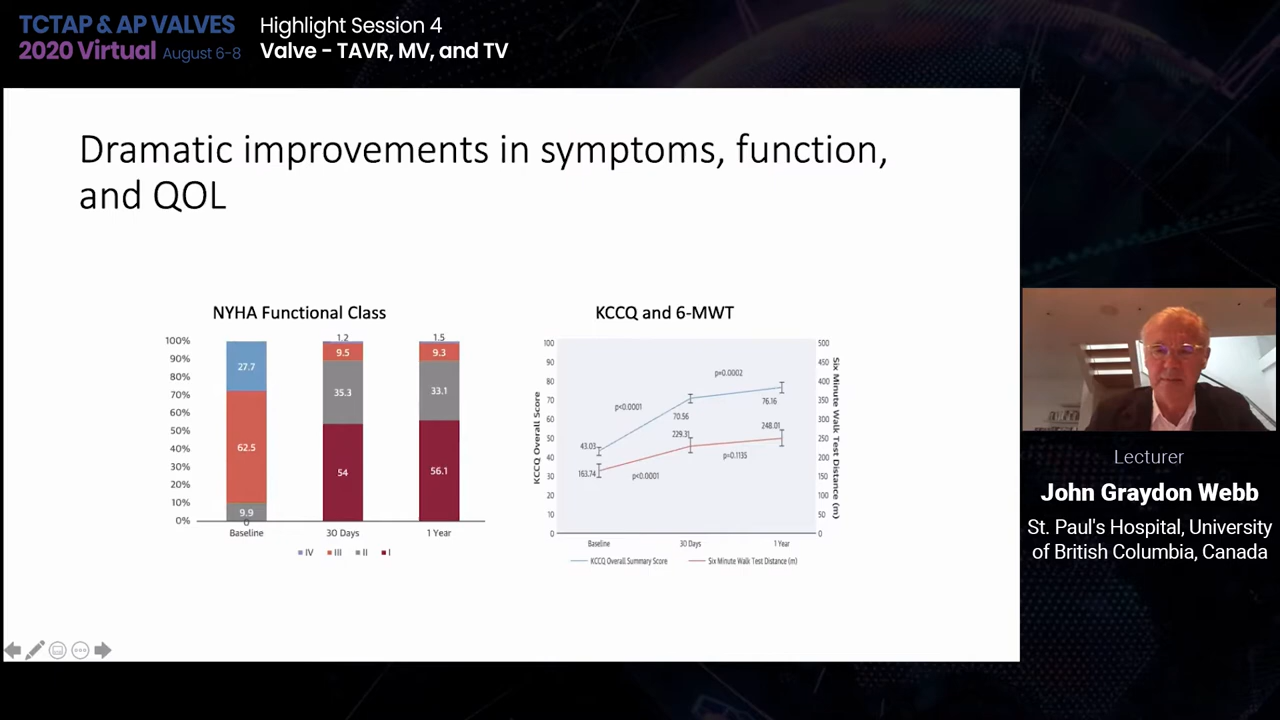 TCTAP & AP VALVES
2020 Virtual August 6-8
Highlight Session 4
Valve - TAVR, MV, and TV
Dramatic improvements in symptoms, function,
and QOL
NYHA Functional Class
100%
90%
80%
70%
60%
50%
40%
30%
20%
10%
0%
27.7
62.5
9.9
0
1.2
9.5
35.3
54
1.5
9.3
33.1
56.1
Baseline
30 Days
1 Year
IV III II I
KCCQ and 6-MWT
KCCQ Overall Score
100
90
80
70
60
50
40
30
20
10
0
43.03
163.74
p<0.0001
p<0.0001
70.56
229.31
p=0.0002
p=0.1135
76.16
248.01
500
450
400
350
300
250
200
150
100
50
0
Six Minute Walk Test Distance (m)
Baseline
30 Days
1 Year
KCCQ Overall Summary Score Six Minute Walk Test Distance (m)
Lecturer
John Graydon Webb
St. Paul's Hospital, University
of British Columbia, Canada